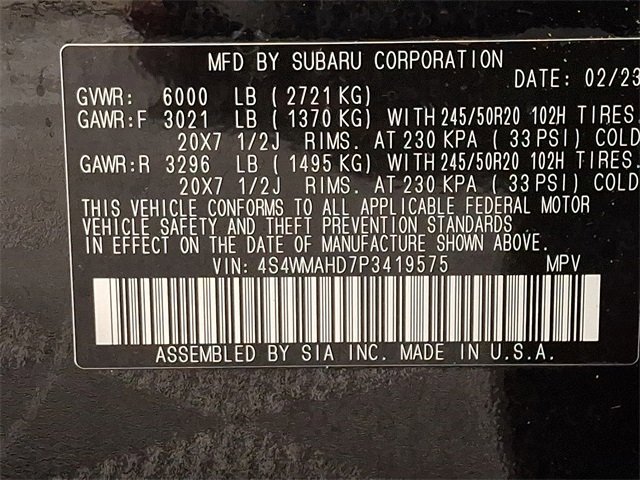 MFD BY SUBARU CORPORATION
DATE: 02/23
GVWR: 6000 LB (2721 KG)
GAWR:F 3021 LB (1370 KG) WITH 245/50R20 102H TIRES.
20X7 1/2J RIMS. AT 230 KPA (33 PSI) COLD
GAWR:R 3296 LB (1495 KG) WITH 245/50R20 102H TIRES.
20X7 1/2J RIMS. AT 230 KPA (33 PSI) COLD
THIS VEHICLE CONFORMS TO ALL APPLICABLE FEDERAL MOTOR
VEHICLE SAFETY AND THEFT PREVENTION STANDARDS
IN EFFECT ON THE DATE OF MANUFACTURE SHOWN ABOVE.
VIN: 4S4WMAHD7P3419575 MPV
ASSEMBLED BY SIA INC. MADE IN U.S.A.